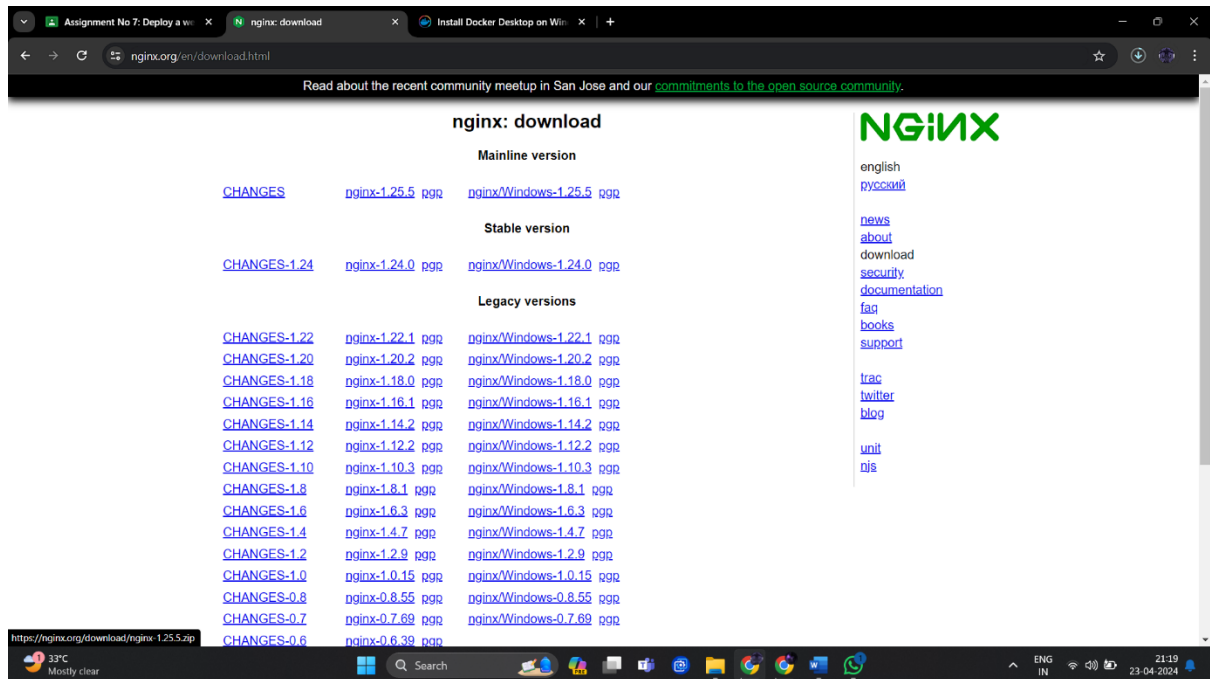 Assignment No 7: Deploy a we
nginx: download
Install Docker Desktop on Win
nginx.org/en/download.html
Read about the recent community meetup in San Jose and our commitments to the open source community.
nginx: download
Mainline version
CHANGES nginx-1.25.5 pgp nginx/Windows-1.25.5 pgp
Stable version
CHANGES-1.24 nginx-1.24.0 pgp nginx/Windows-1.24.0 pgp
Legacy versions
CHANGES-1.22 nginx-1.22.1 pgp nginx/Windows-1.22.1 pgp
CHANGES-1.20 nginx-1.20.2 pgp nginx/Windows-1.20.2 pgp
CHANGES-1.18 nginx-1.18.0 pgp nginx/Windows-1.18.0 pgp
CHANGES-1.16 nginx-1.16.1 pgp nginx/Windows-1.16.1 pgp
CHANGES-1.14 nginx-1.14.2 pgp nginx/Windows-1.14.2 pgp
CHANGES-1.12 nginx-1.12.2 pgp nginx/Windows-1.12.2 pgp
CHANGES-1.10 nginx-1.10.3 pgp nginx/Windows-1.10.3 pgp
CHANGES-1.8 nginx-1.8.1 pgp nginx/Windows-1.8.1 pgp
CHANGES-1.6 nginx-1.6.3 pgp nginx/Windows-1.6.3 pgp
CHANGES-1.4 nginx-1.4.7 pgp nginx/Windows-1.4.7 pgp
CHANGES-1.2 nginx-1.2.9 pgp nginx/Windows-1.2.9 pgp
CHANGES-1.0 nginx-1.0.15 pgp nginx/Windows-1.0.15 pgp
CHANGES-0.8 nginx-0.8.55 pgp nginx/Windows-0.8.55 pgp
CHANGES-0.7 nginx-0.7.69 pgp nginx/Windows-0.7.69 pgp
CHANGES-0.6 nginx-0.6.39 pgp
NGINX
english
русский
news
about
download
security
documentation
faq
books
support
trac
twitter
blog
unit
njs
https://nginx.org/download/nginx-1.25.5.zip
1
33°C
Mostly clear
Search
PRE
ENG
IN
21:19
23-04-2024